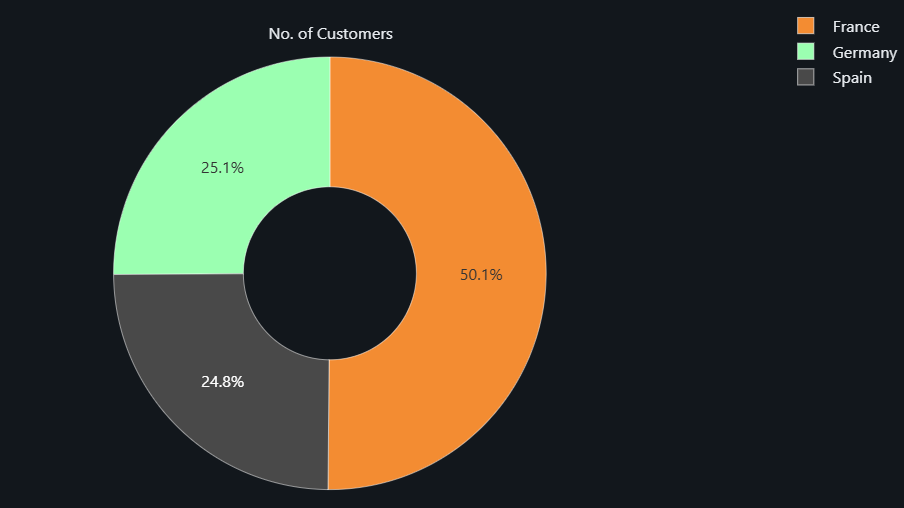 No. of Customers
France
Germany
Spain
25.1%
50.1%
24.8%